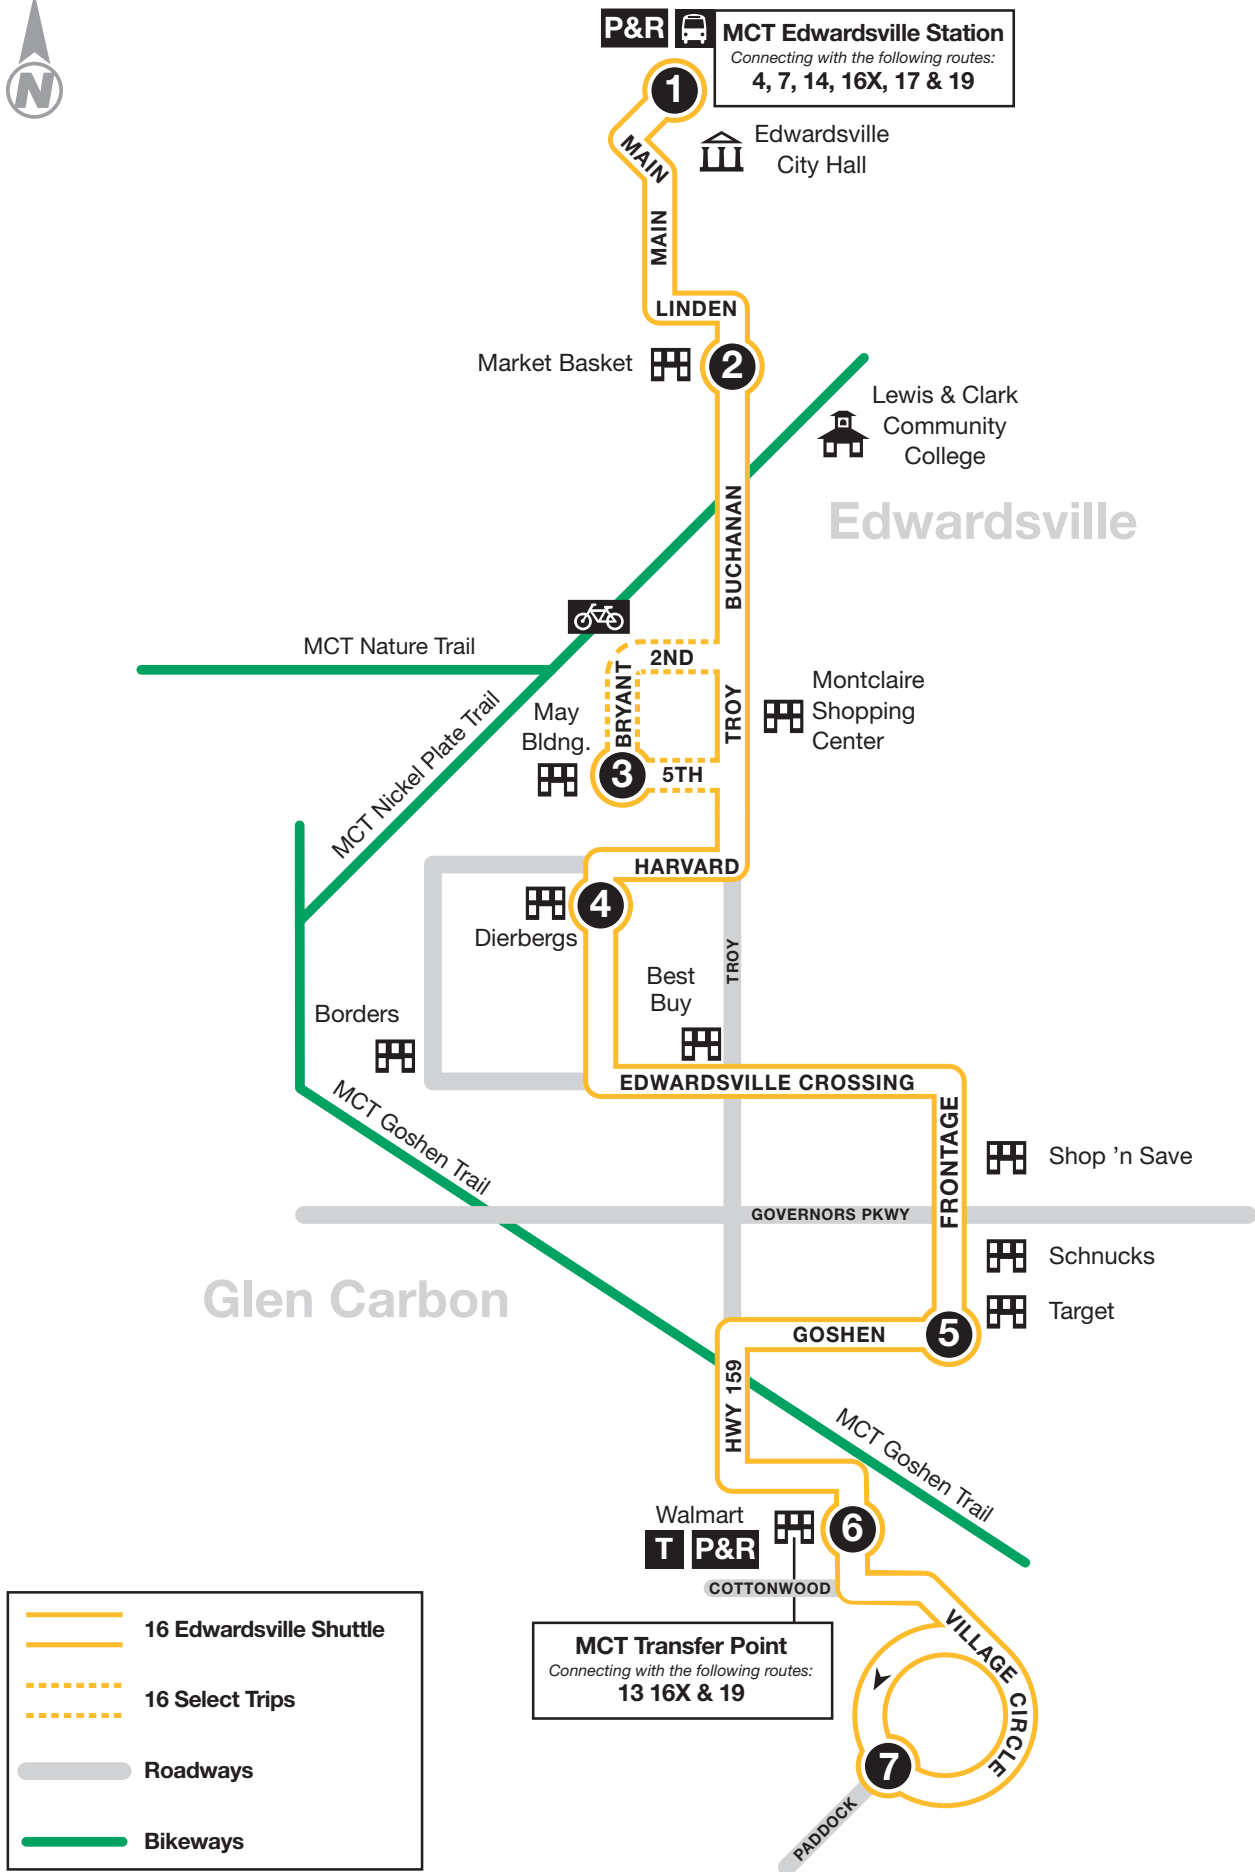 N
P&R
MCT Edwardsville Station
Connecting with the following routes:
4, 7, 14, 16X, 17 & 19
1
MAIN
Edwardsville
City Hall
MAIN
LINDEN
Market Basket
2
Lewis & Clark
Community
College
Edwardsville
BUCHANAN
MCT Nature Trail
2ND
BRYANT
TROY
Montclaire
Shopping
Center
May
Bldng.
3
5TH
MCT Nickel Plate Trail
HARVARD
4
Dierbergs
TROY
Best
Buy
Borders
EDWARDSVILLE CROSSING
MCT Goshen Trail
FRONTAGE
Shop ’n Save
GOVERNORS PKWY
Schnucks
Glen Carbon
Target
GOSHEN
5
HWY 159
MCT Goshen Trail
Walmart
T
P&R
6
COTTONWOOD
MCT Transfer Point
Connecting with the following routes:
13 16X & 19
VILLAGE CIRCLE
7
PADDOCK
16 Edwardsville Shuttle
16 Select Trips
Roadways
Bikeways